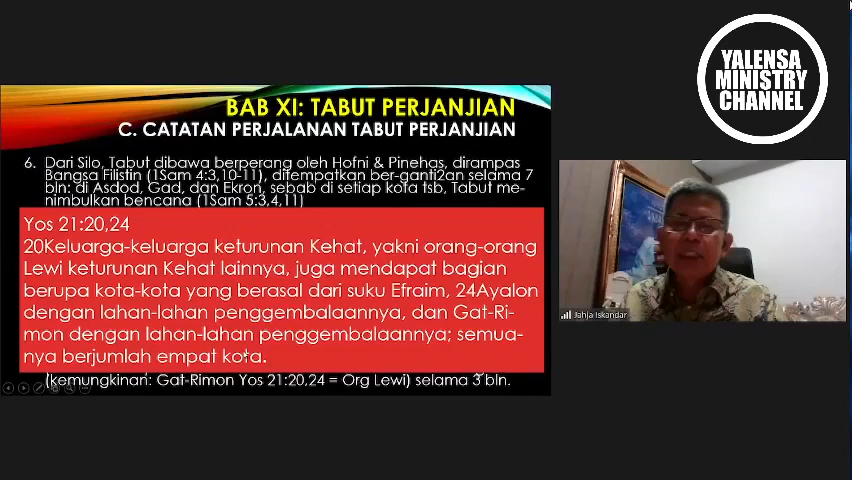 BAB XI: TABUT PERJANJIAN
C. CATATAN PERJALANAN TABUT PERJANJIAN
6. Dari Silo, Tabut dibawa berperang oleh Hofni & Pinehas, dirampas
Bangsa Filistin (1Sam 4:3,10-11), ditempatkan ber-ganti2an selama 7
bln: di Asdod, Gad, dan Ekron, sebab di setiap kota tsb, Tabut me-
nimbulkan bencana (1Sam 5:3,4,11)
Yos 21:20,24
20Keluarga-keluarga keturunan Kehat, yakni orang-orang
Lewi keturunan Kehat lainnya, juga mendapat bagian
berupa kota-kota yang berasal dari suku Efraim, 24Ayalon
dengan lahan-lahan penggembalaannya, dan Gat-Ri-
mon dengan lahan-lahan penggembalaannya; semua-
nya berjumlah empat kota.
(kemungkinan: Gat-Rimon Yos 21:20,24 = Org Lewi) selama 3 bln.
YALENSA
MINISTRY
CHANNEL
Jahja Iskandar